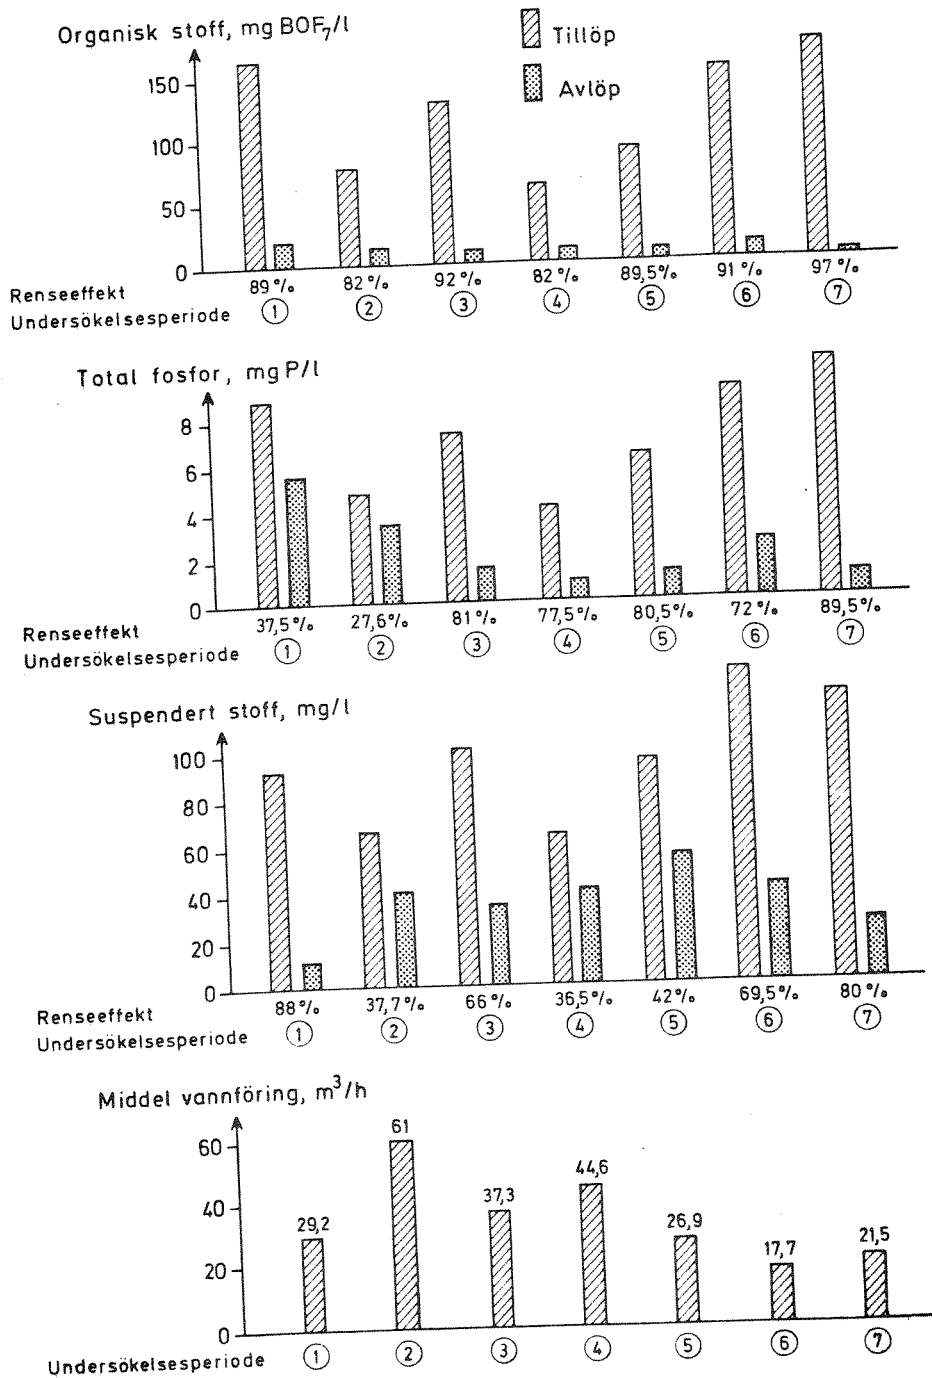 Organisk stoff, mg BOF₇/l
Tillöp
Avlöp
150
100
50
0
Renseeffekt 89 % 82 % 92 % 82 % 89,5% 91 % 97 %
Undersökelsesperiode 1 2 3 4 5 6 7
Total fosfor, mg P/l
8
6
4
2
0
Renseeffekt 37,5% 27,6% 81 % 77,5% 80,5% 72 % 89,5%
Undersökelsesperiode 1 2 3 4 5 6 7
Suspendert stoff, mg/l
100
80
60
40
20
0
Renseeffekt 88 % 37,7 % 66 % 36,5% 42 % 69,5 % 80 %
Undersökelsesperiode 1 2 3 4 5 6 7
Middel vannföring, m³/h
60
40
20
0
29,2 61 37,3 44,6 26,9 17,7 21,5
Undersökelsesperiode 1 2 3 4 5 6 7